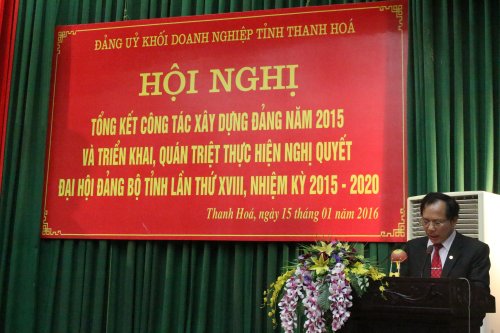 ĐẢNG UỶ KHỐI DOANH NGHIỆP TỈNH THANH HOÁ
HỘI NGHỊ
TỔNG KẾT CÔNG TÁC XÂY DỰNG ĐẢNG NĂM 2015
VÀ TRIỂN KHAI, QUÁN TRIỆT THỰC HIỆN NGHỊ QUYẾT
ĐẠI HỘI ĐẢNG BỘ TỈNH LẦN THỨ XVIII, NHIỆM KỲ 2015 - 2020
Thanh Hoá, ngày 15 tháng 01 năm 2016